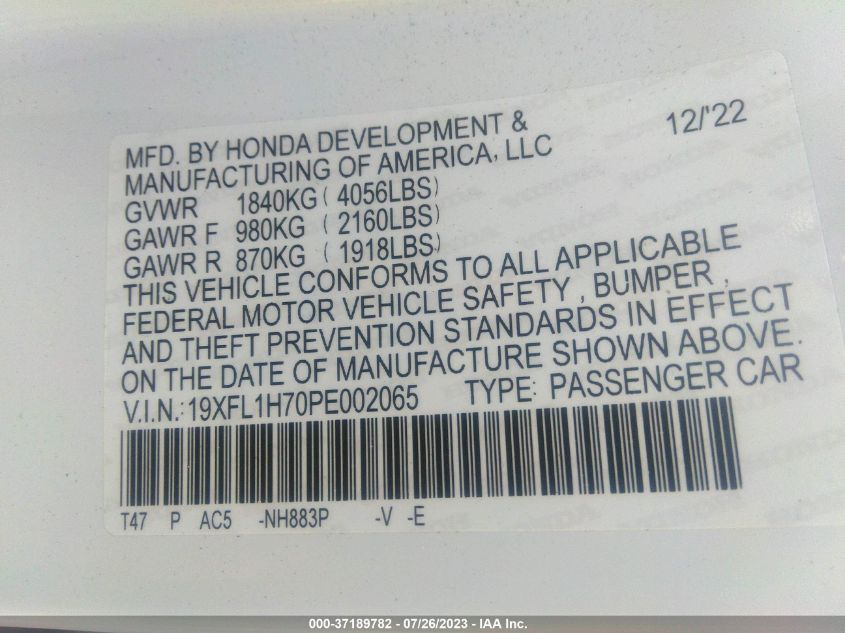 MFD. BY HONDA DEVELOPMENT & 12/'22
MANUFACTURING OF AMERICA, LLC
GVWR 1840KG ( 4056LBS)
GAWR F 980KG ( 2160LBS)
GAWR R 870KG ( 1918LBS)
THIS VEHICLE CONFORMS TO ALL APPLICABLE
FEDERAL MOTOR VEHICLE SAFETY , BUMPER ,
AND THEFT PREVENTION STANDARDS IN EFFECT
ON THE DATE OF MANUFACTURE SHOWN ABOVE.
V.I.N.: 19XFL1H70PE002065 TYPE: PASSENGER CAR
T47 P AC5 -NH883P -V -E
000-37189782 - 07/26/2023 - IAA Inc.